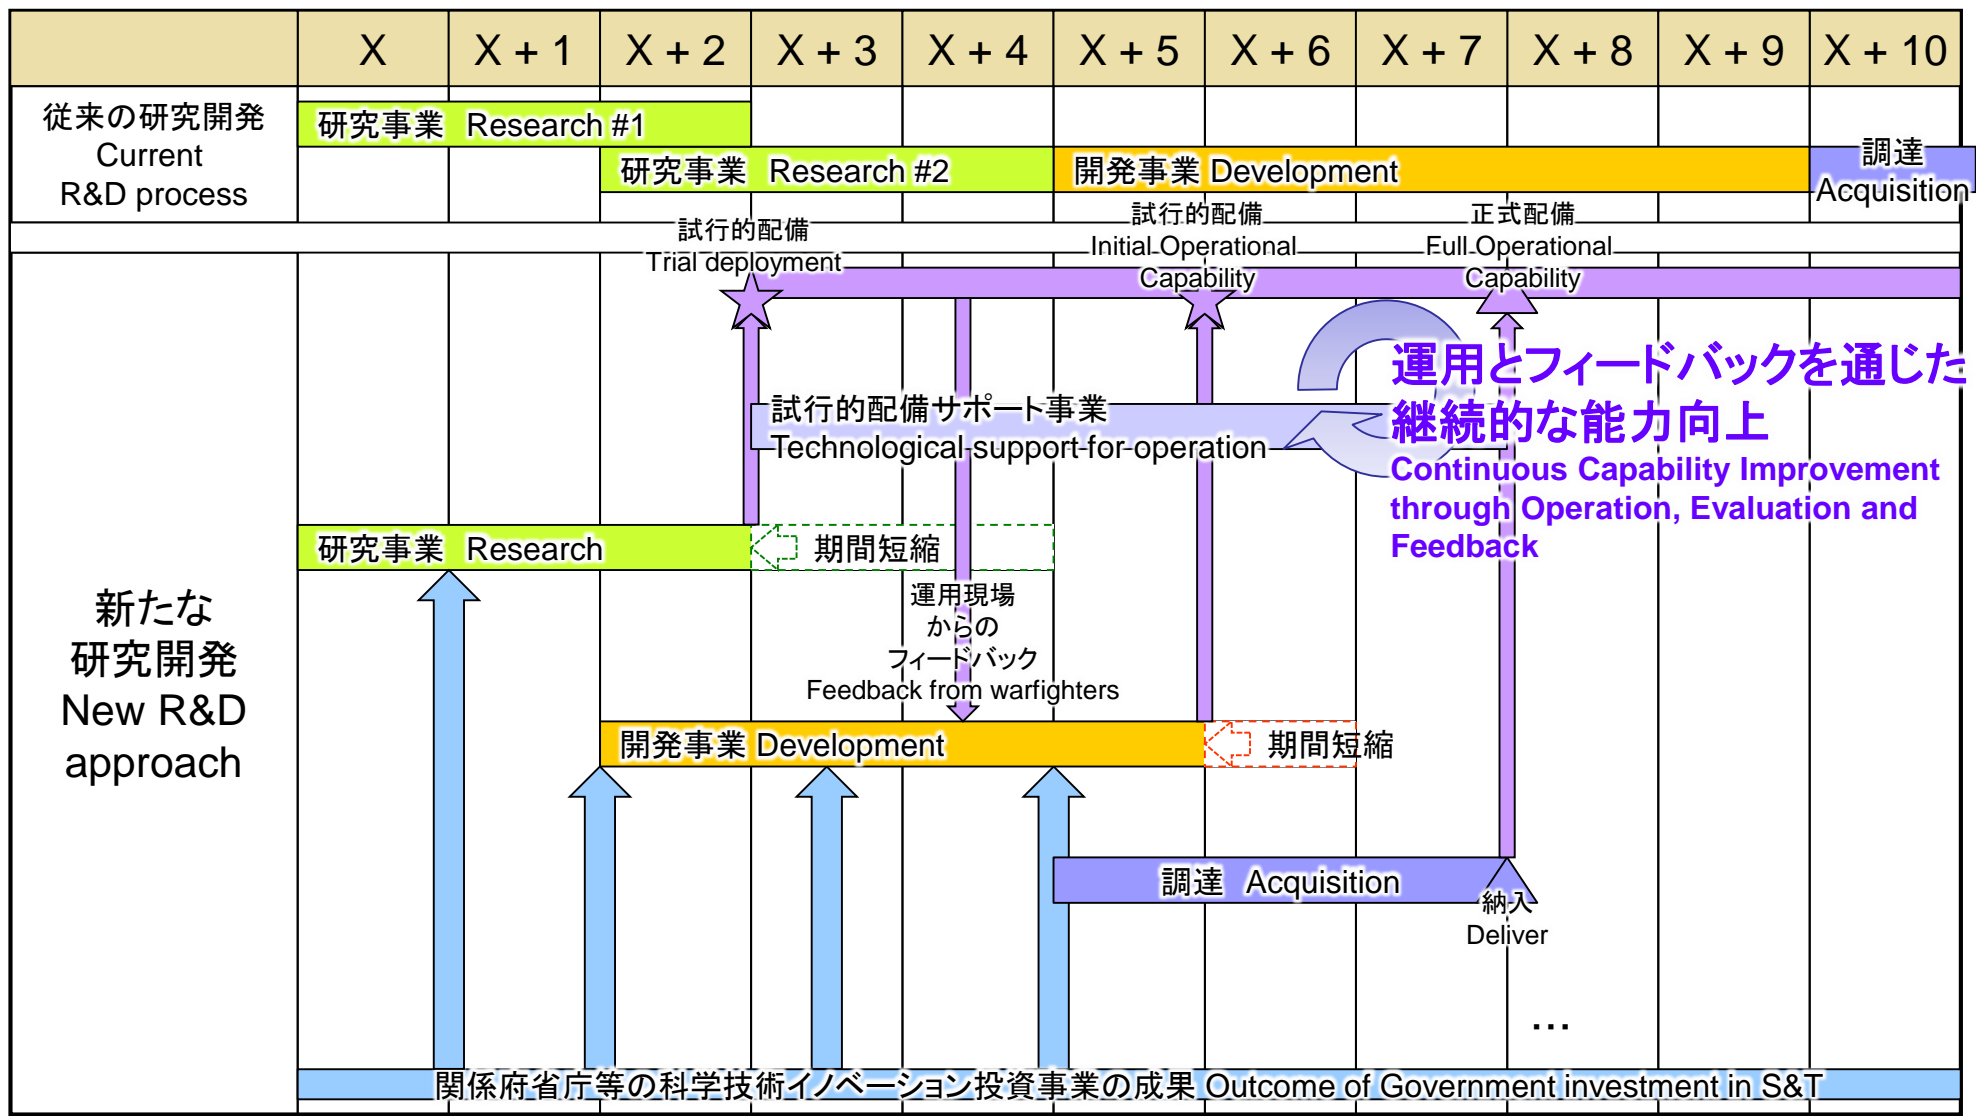 X
X + 1
X + 2
X + 3
X + 4
X + 5
X + 6
X + 7
X + 8
X + 9
X + 10
従来の研究開発
Current
R&D process
研究事業 Research #1
研究事業 Research #2
開発事業 Development
調達
Acquisition
試行的配備
Trial deployment
試行的配備
Initial Operational
Capability
正式配備
Full Operational
Capability
新たな
研究開発
New R&D
approach
試行的配備サポート事業
Technological support for operation
運用とフィードバックを通じた
継続的な能力向上
Continuous Capability Improvement
through Operation, Evaluation and
Feedback
研究事業 Research
期間短縮
運用現場
からの
フィードバック
Feedback from warfighters
開発事業 Development
期間短縮
調達 Acquisition
納入
Deliver
…
関係府省庁等の科学技術イノベーション投資事業の成果 Outcome of Government investment in S&T